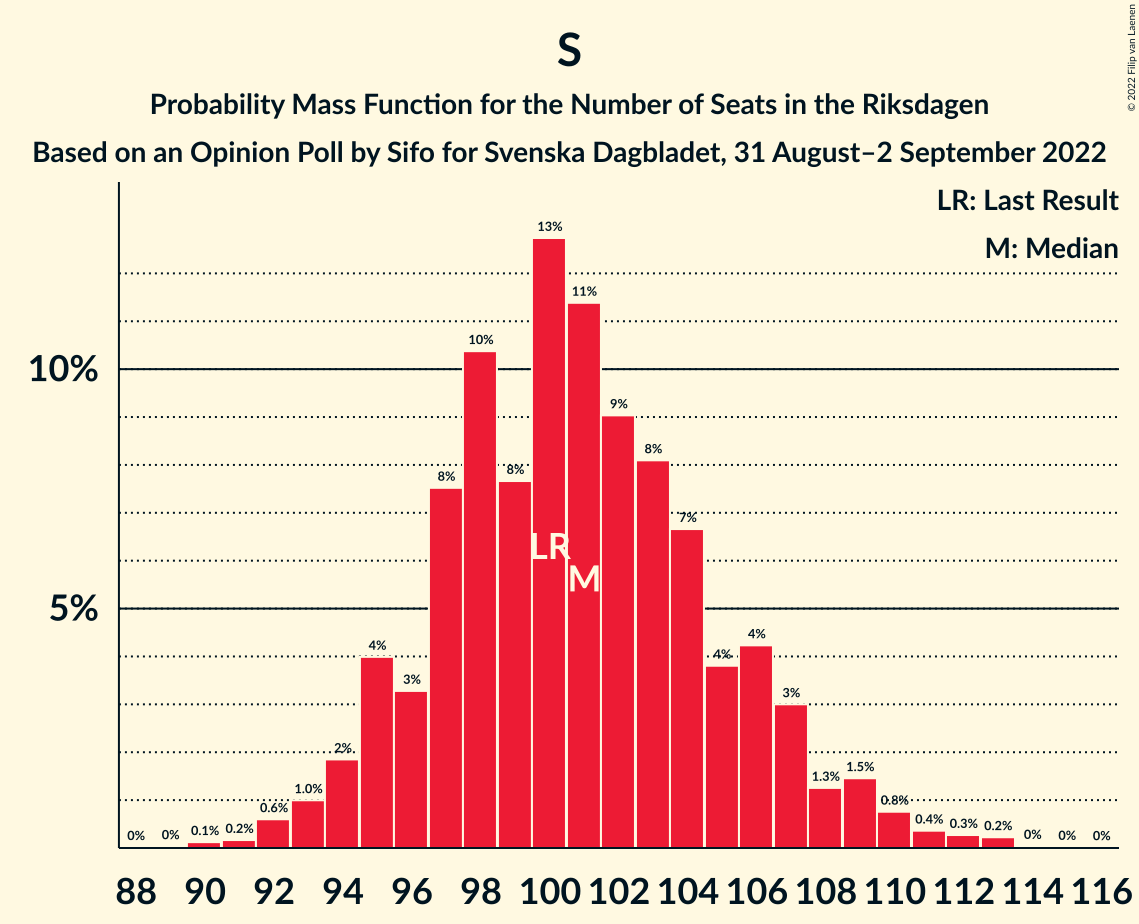 © 2022 Filip van Laenen
S
Probability Mass Function for the Number of Seats in the Riksdagen
Based on an Opinion Poll by Sifo for Svenska Dagbladet, 31 August–2 September 2022
LR: Last Result
M: Median
10%
5%
0% 0% 0.1% 0.2% 0.6% 1.0% 2% 4% 3% 8% 10% 8% 13% 11% 9% 8% 7% 4% 4% 3% 1.3% 1.5% 0.8% 0.4% 0.3% 0.2% 0% 0% 0%
LR
M
88 90 92 94 96 98 100 102 104 106 108 110 112 114 116